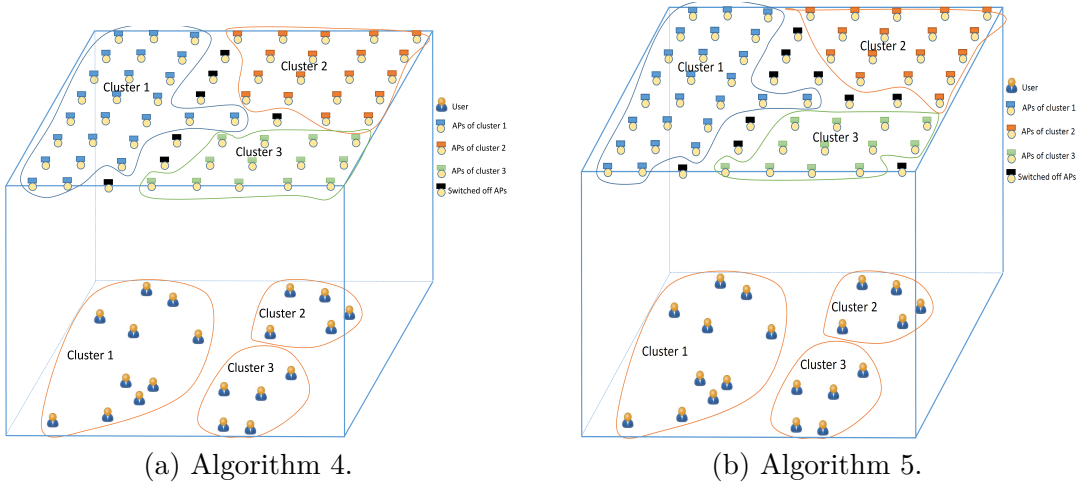 Cluster 1
Cluster 2
Cluster 3
User
APs of cluster 1
APs of cluster 2
APs of cluster 3
Switched off APs
Cluster 1
Cluster 2
Cluster 3
(a) Algorithm 4.
Cluster 1
Cluster 2
Cluster 3
User
APs of cluster 1
APs of cluster 2
APs of cluster 3
Switched off APs
Cluster 1
Cluster 2
Cluster 3
(b) Algorithm 5.